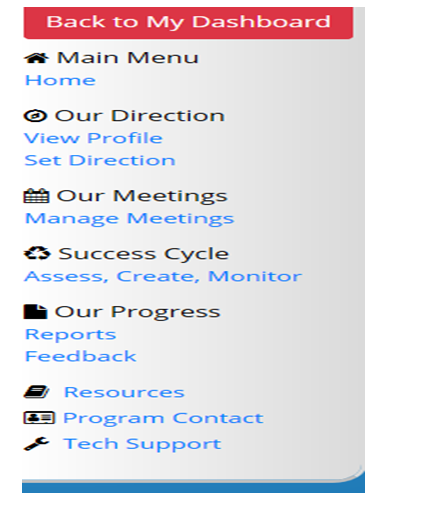 Back to My Dashboard
Main Menu
Home
Our Direction
View Profile
Set Direction
Our Meetings
Manage Meetings
Success Cycle
Assess, Create, Monitor
Our Progress
Reports
Feedback
Resources
Program Contact
Tech Support